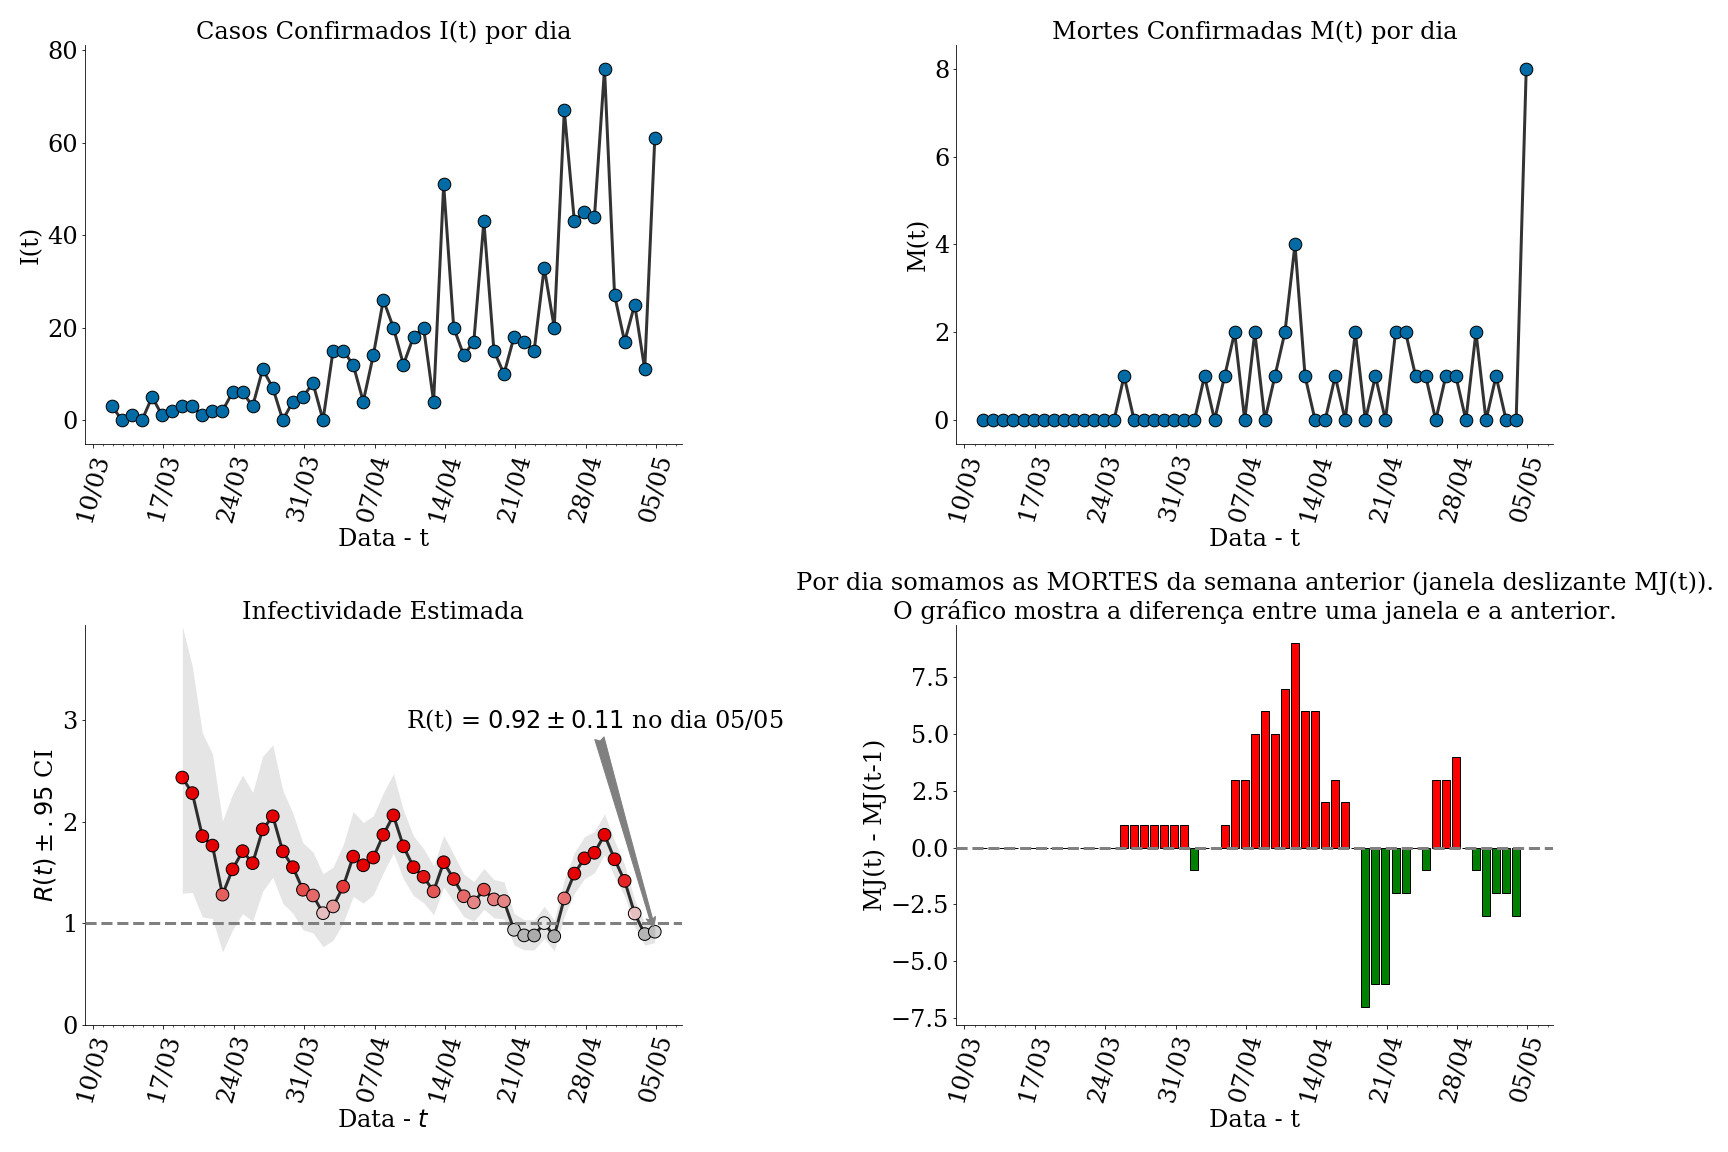 Casos Confirmados I(t) por dia
80
60
40
20
0
I(t)
10/03 17/03 24/03 31/03 07/04 14/04 21/04 28/04 05/05
Data - t
Mortes Confirmadas M(t) por dia
8
6
4
2
0
M(t)
10/03 17/03 24/03 31/03 07/04 14/04 21/04 28/04 05/05
Data - t
Infectividade Estimada
3
2
1
0
R(t) ± .95 CI
R(t) = 0.92 ± 0.11 no dia 05/05
10/03 17/03 24/03 31/03 07/04 14/04 21/04 28/04 05/05
Data - t
Por dia somamos as MORTES da semana anterior (janela deslizante MJ(t)).
O gráfico mostra a diferença entre uma janela e a anterior.
7.5
5.0
2.5
0.0
−2.5
−5.0
−7.5
MJ(t) - MJ(t-1)
10/03 17/03 24/03 31/03 07/04 14/04 21/04 28/04 05/05
Data - t